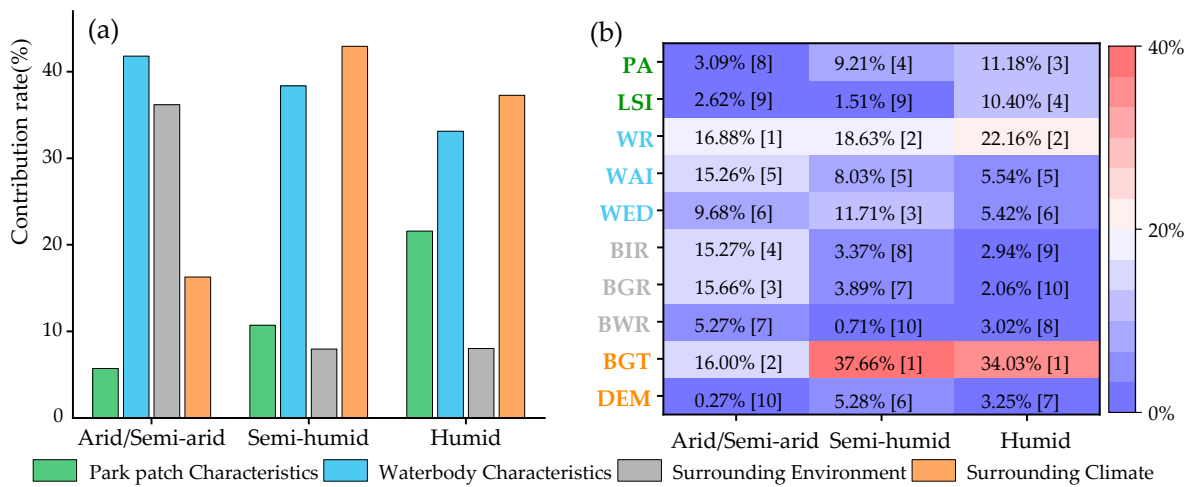 (a)
Contribution rate(%)
40
30
20
10
0
Arid/Semi-arid Semi-humid Humid
(b)
PA 3.09% [8] 9.21% [4] 11.18% [3]
LSI 2.62% [9] 1.51% [9] 10.40% [4]
WR 16.88% [1] 18.63% [2] 22.16% [2]
WAI 15.26% [5] 8.03% [5] 5.54% [5]
WED 9.68% [6] 11.71% [3] 5.42% [6]
BIR 15.27% [4] 3.37% [8] 2.94% [9]
BGR 15.66% [3] 3.89% [7] 2.06% [10]
BWR 5.27% [7] 0.71% [10] 3.02% [8]
BGT 16.00% [2] 37.66% [1] 34.03% [1]
DEM 0.27% [10] 5.28% [6] 3.25% [7]
Arid/Semi-arid Semi-humid Humid
40%
20%
0%
Park patch Characteristics Waterbody Characteristics Surrounding Environment Surrounding Climate